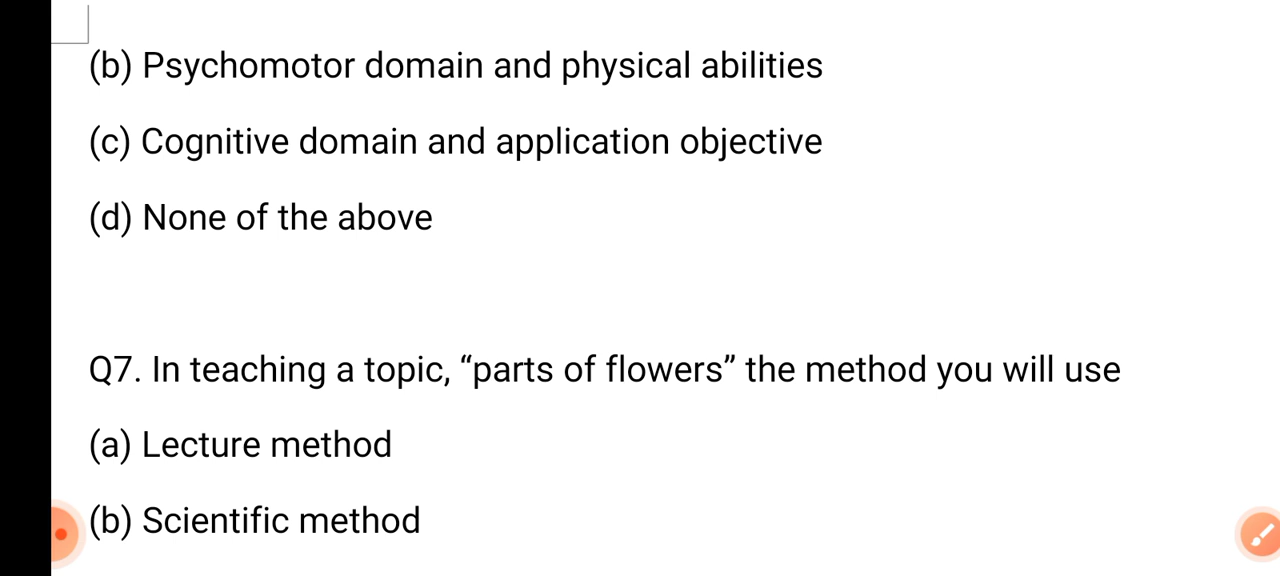 (b) Psychomotor domain and physical abilities
(c) Cognitive domain and application objective
(d) None of the above
Q7. In teaching a topic, “parts of flowers” the method you will use
(a) Lecture method
(b) Scientific method